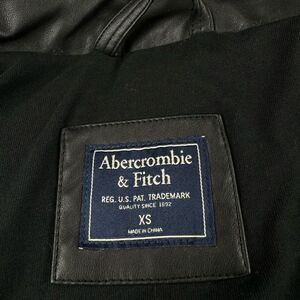 Abercrombie
& Fitch
REG. U.S. PAT. TRADEMARK
QUALITY SINCE 1892
XS
MADE IN CHINA